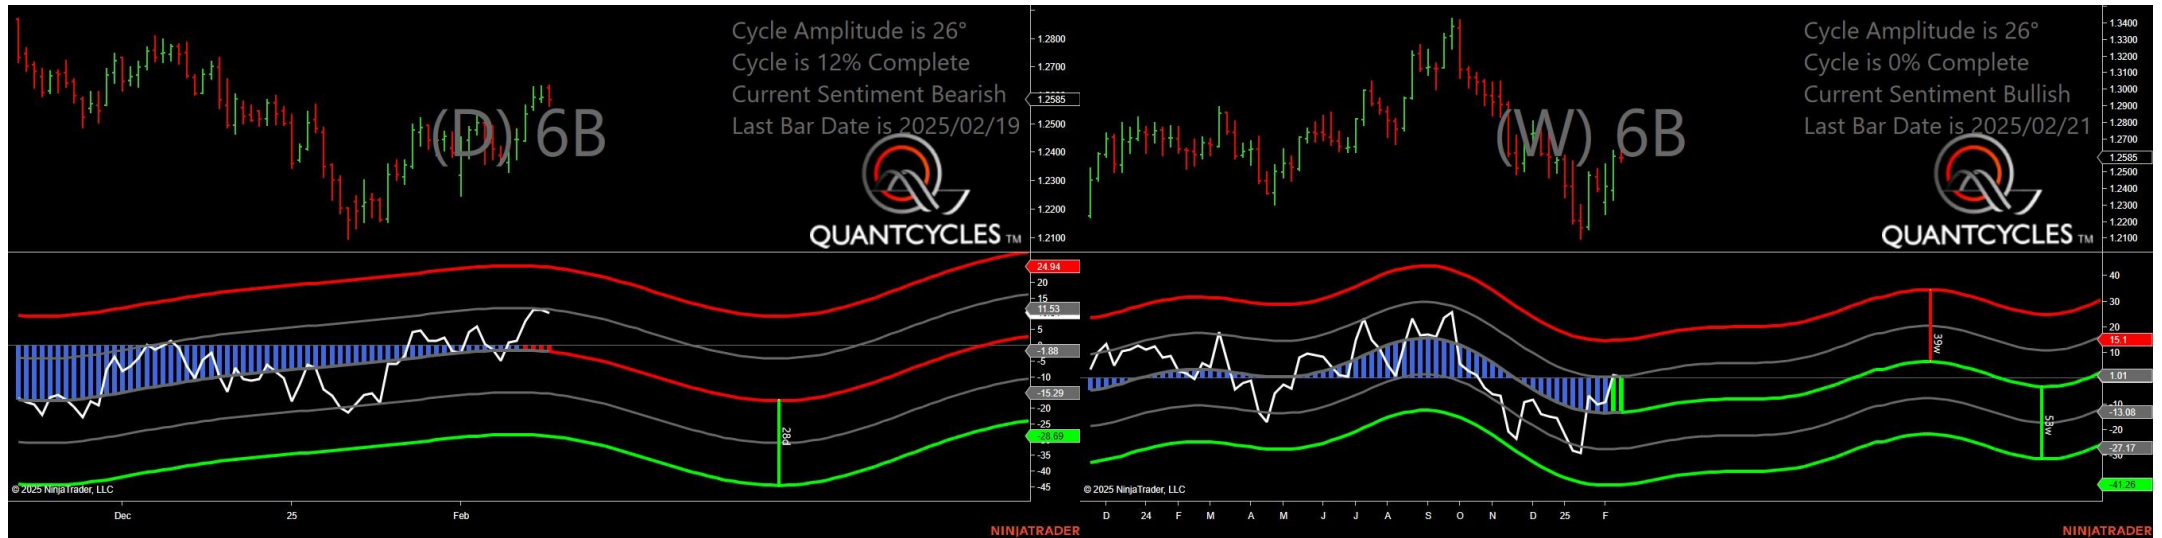 Cycle Amplitude is 26°
Cycle is 12% Complete
Current Sentiment Bearish
Last Bar Date is 2025/02/19
(D) 6B
QUANTCYCLES TM
1.2800
1.2700
1.2585
1.2500
1.2400
1.2300
1.2200
1.2100
24.94
20
15
11.53
5
-1.88
-5
-10
-15.29
-20
-25
-28.69
-35
-40
-45
28d
© 2025 NinjaTrader, LLC
Dec
25
Feb
NINJATRADER
Cycle Amplitude is 26°
Cycle is 0% Complete
Current Sentiment Bullish
Last Bar Date is 2025/02/21
(W) 6B
QUANTCYCLES TM
1.3400
1.3300
1.3200
1.3100
1.3000
1.2900
1.2800
1.2700
1.2585
1.2500
1.2400
1.2300
1.2200
1.2100
40
30
20
15.1
10
1.01
-13.08
-20
-27.17
-41.26
39w
53w
© 2025 NinjaTrader, LLC
D
24
F
M
A
M
J
J
A
S
O
N
D
25
F
NINJATRADER